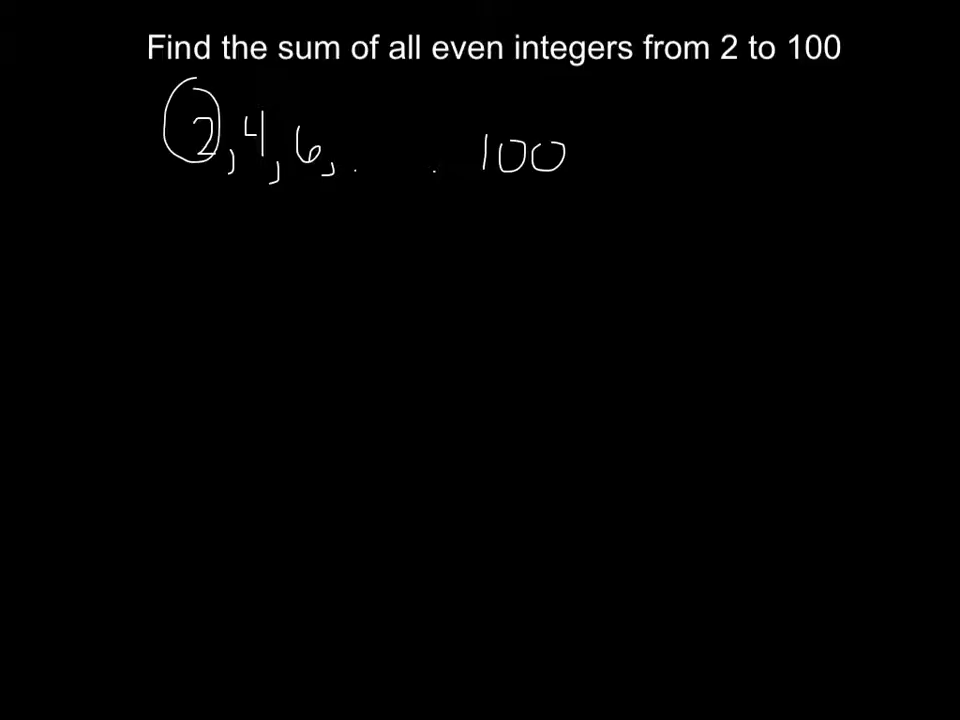 Find the sum of all even integers from 2 to 100
2, 4, 6, . . 100